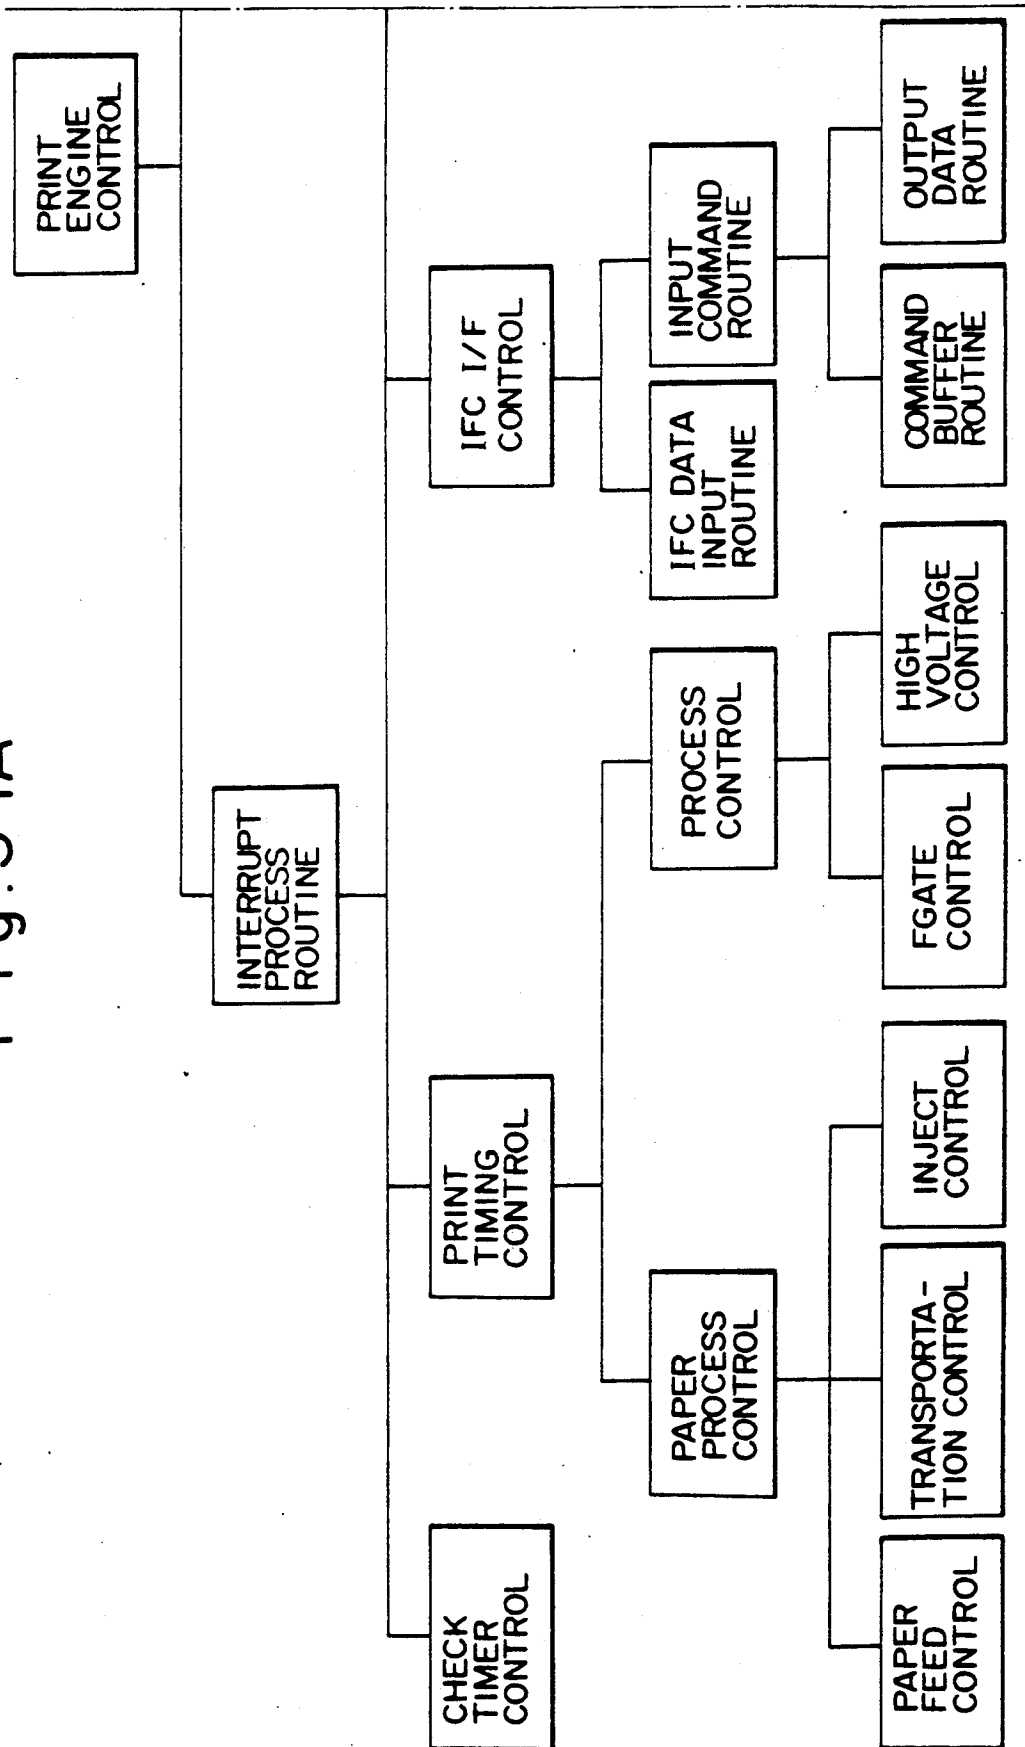 PRINT
ENGINE
CONTROL
INTERRUPT
PROCESS
ROUTINE
CHECK
TIMER
CONTROL
PRINT
TIMING
CONTROL
IFC I/F
CONTROL
PAPER
PROCESS
CONTROL
PROCESS
CONTROL
IFC DATA
INPUT
ROUTINE
INPUT
COMMAND
ROUTINE
PAPER
FEED
CONTROL
TRANSPORTA-
TION CONTROL
INJECT
CONTROL
FGATE
CONTROL
HIGH
VOLTAGE
CONTROL
COMMAND
BUFFER
ROUTINE
OUTPUT
DATA
ROUTINE